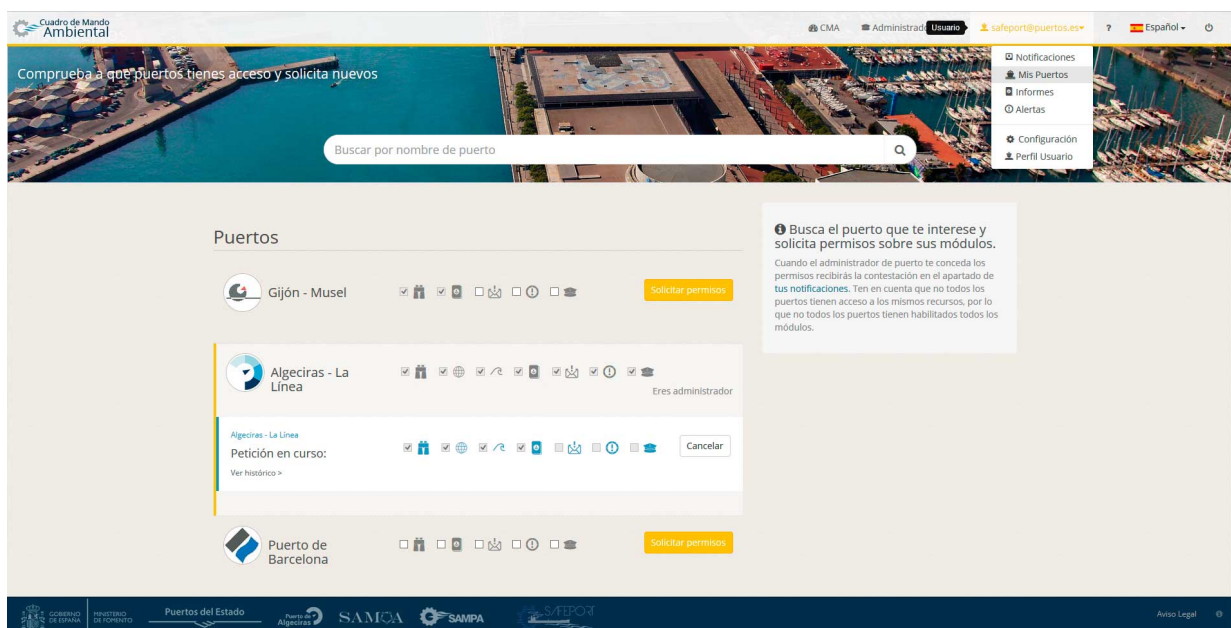 Cuadro de Mando
Ambiental
CMA
Administrad
Usuario
safeport@puertos.es
?
Español
Comprueba a que puertos tienes acceso y solicita nuevos
Notificaciones
Mis Puertos
Informes
Alertas
Configuración
Perfil Usuario
Buscar por nombre de puerto
Puertos
Gijón - Musel
Solicitar permisos
Algeciras - La
Línea
Eres administrador
Algeciras - La Línea
Petición en curso:
Ver histórico >
Cancelar
Puerto de
Barcelona
Solicitar permisos
Busca el puerto que te interese y
solicita permisos sobre sus módulos.
Cuando el administrador de puerto te conceda los
permisos recibirás la contestación en el apartado de
tus notificaciones. Ten en cuenta que no todos los
puertos tienen acceso a los mismos recursos, por lo
que no todos los puertos tienen habilitados todos los
módulos.
GOBIERNO
DE ESPAÑA
MINISTERIO
DE FOMENTO
Puertos del Estado
Puerto de
Algeciras
SAMOA
SAMPA
SAFEPORT
Aviso Legal